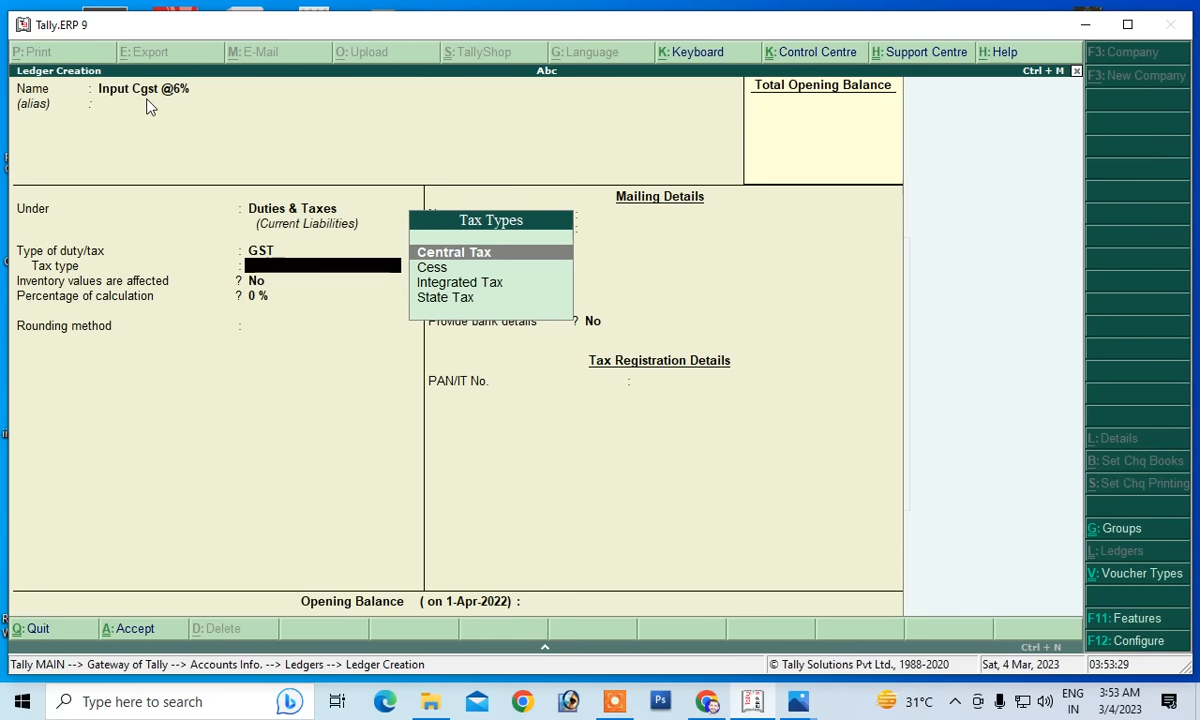 Tally.ERP 9
P: Print
E: Export
M: E-Mail
O: Upload
S: TallyShop
G: Language
K: Keyboard
K: Control Centre
H: Support Centre
H: Help
F3: Company
Ledger Creation
Abc
Ctrl + M
F3: New Company
Name : Input Cgst @6%
(alias) :
Total Opening Balance
Mailing Details
Under : Duties & Taxes
(Current Liabilities)
Type of duty/tax : GST
Tax type :
Inventory values are affected ? No
Percentage of calculation ? 0 %
Rounding method :
Tax Types
Central Tax
Cess
Integrated Tax
State Tax
Provide bank details ? No
Tax Registration Details
PAN/IT No. :
L: Details
B: Set Chq Books
S: Set Chq Printing
G: Groups
L: Ledgers
V: Voucher Types
F11: Features
F12: Configure
Opening Balance ( on 1-Apr-2022) :
Q: Quit
A: Accept
D: Delete
Ctrl + N
Tally MAIN --> Gateway of Tally --> Accounts Info. --> Ledgers --> Ledger Creation
© Tally Solutions Pvt Ltd., 1988-2020
Sat, 4 Mar, 2023
03:53:29
Type here to search
31°C
ENG
IN
3:53 AM
3/4/2023